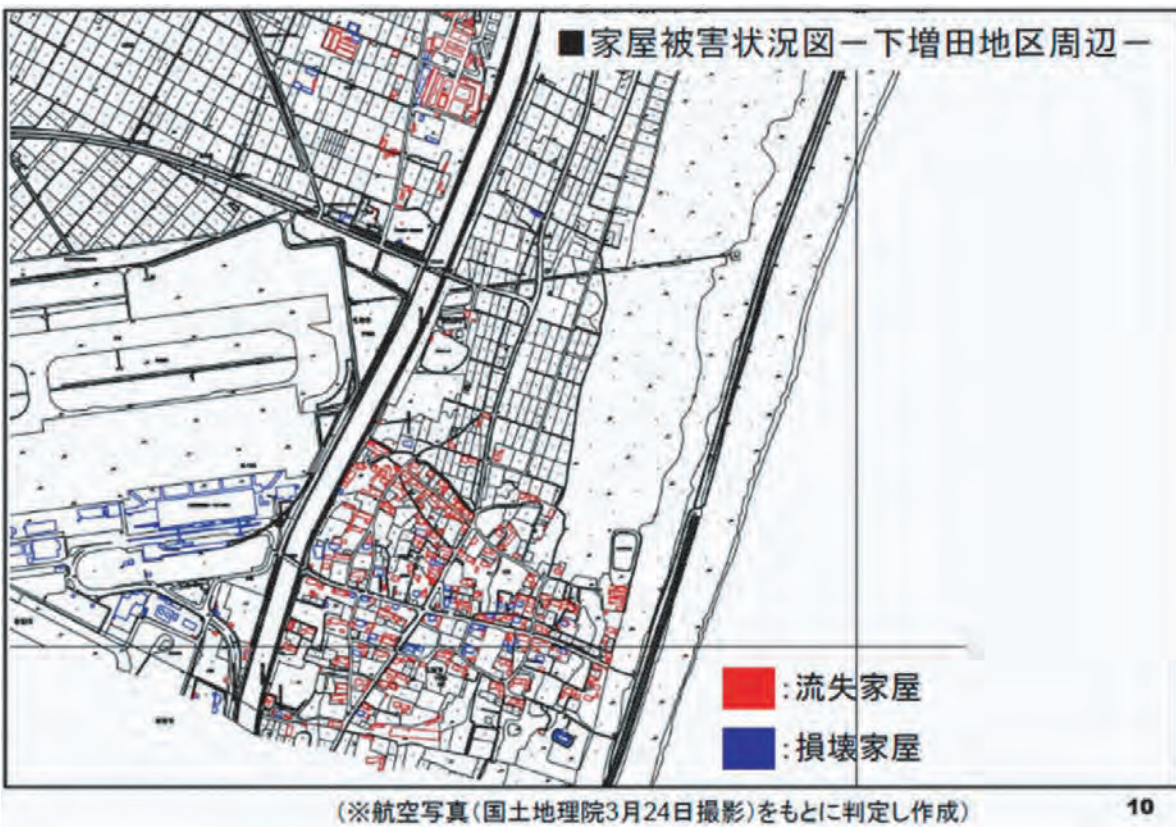 ■家屋被害状況図－下増田地区周辺－
:流失家屋
:損壊家屋
(※航空写真(国土地理院3月24日撮影)をもとに判定し作成)
10